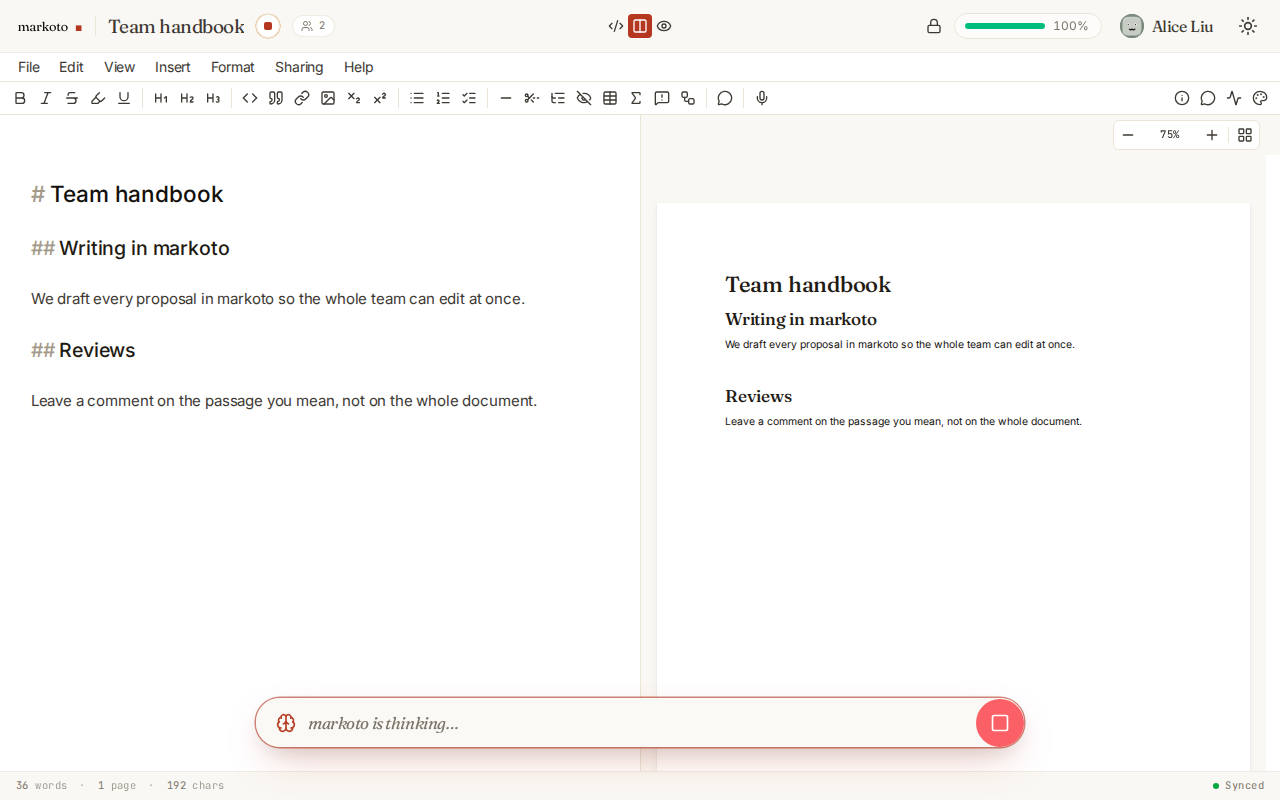 markoto
Team handbook
2
100%
Alice Liu
File Edit View Insert Format Sharing Help
H1 H2 H3
75%
# Team handbook
## Writing in markoto
We draft every proposal in markoto so the whole team can edit at once.
## Reviews
Leave a comment on the passage you mean, not on the whole document.
Team handbook
Writing in markoto
We draft every proposal in markoto so the whole team can edit at once.
Reviews
Leave a comment on the passage you mean, not on the whole document.
markoto is thinking...
36 words · 1 page · 192 chars
Synced